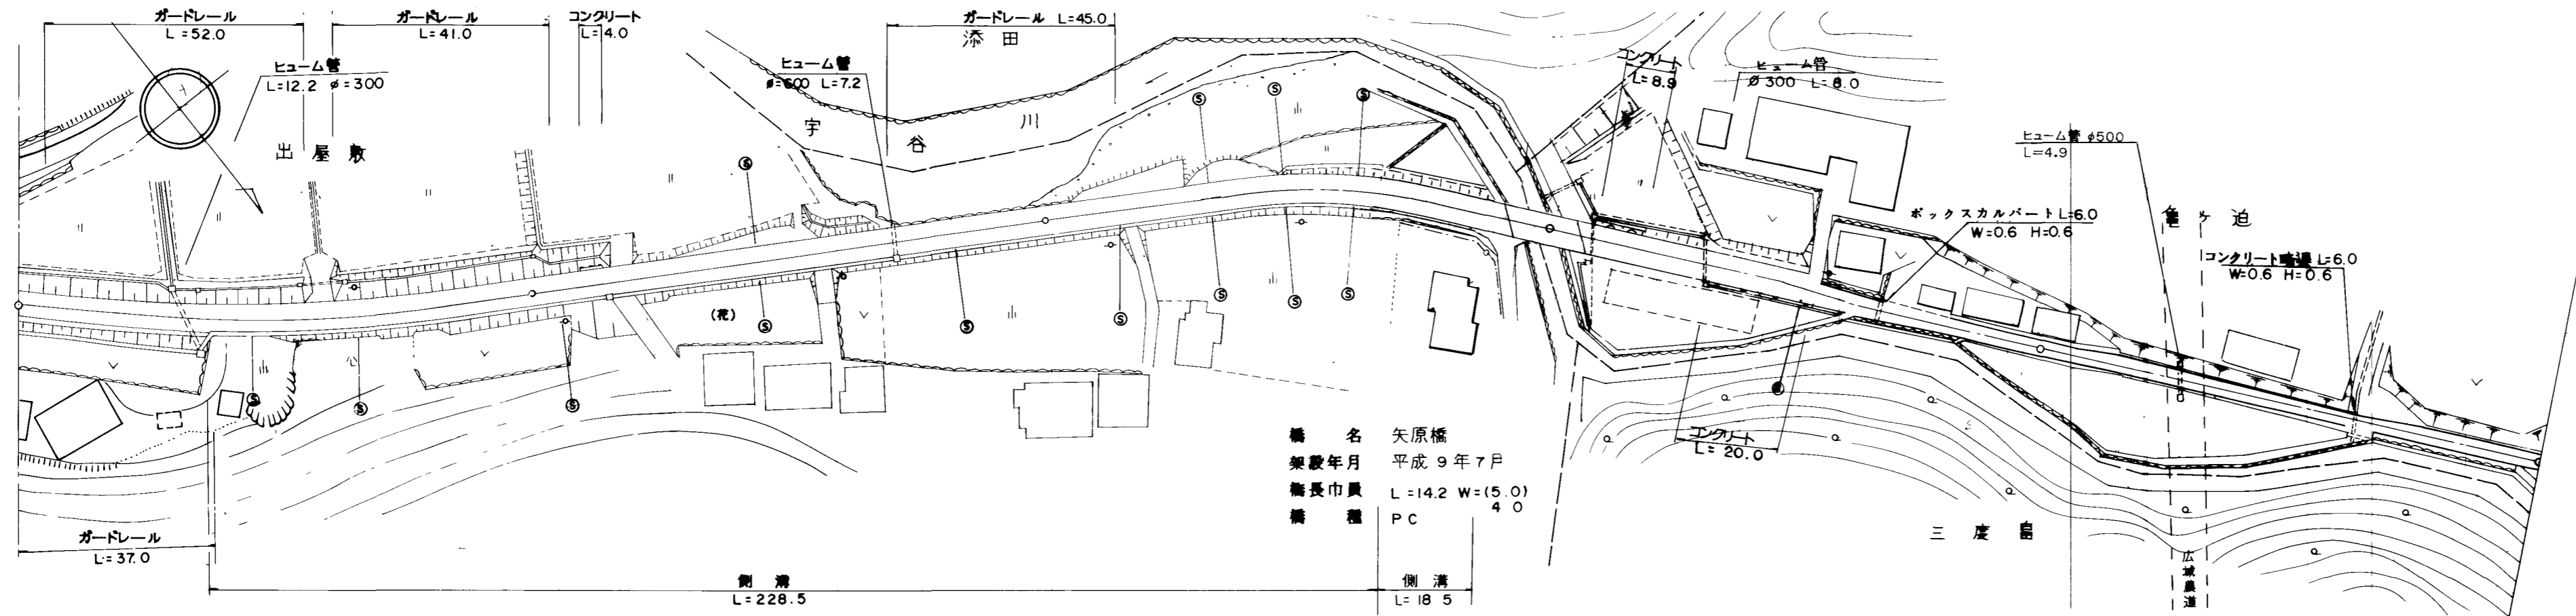 ガードレール
L=52.0
ガードレール
L=41.0
コンクリート
L=4.0
ガードレール L=45.0
添田
ヒューム管
L=12.2 φ=300
ヒューム管
φ=600 L=7.2
出屋敷
宇谷川
コンクリート
L=8.9
ヒューム管
φ300 L=8.0
ヒューム管 φ500
L=4.9
ボックスカルバート L=6.0
W=0.6 H=0.6
ケ迫
コンクリート L=6.0
W=0.6 H=0.6
(花)
S
S
S
S
S
S
S
S
S
S
S
S
S
S
コンクリート
L=20.0
橋名 矢原橋
架設年月 平成9年7月
橋長巾員 L=14.2 W=(5.0)
4 0
橋種 PC
三度
広域農道
ガードレール
L=37.0
側溝
L=228.5
側溝
L=18 5